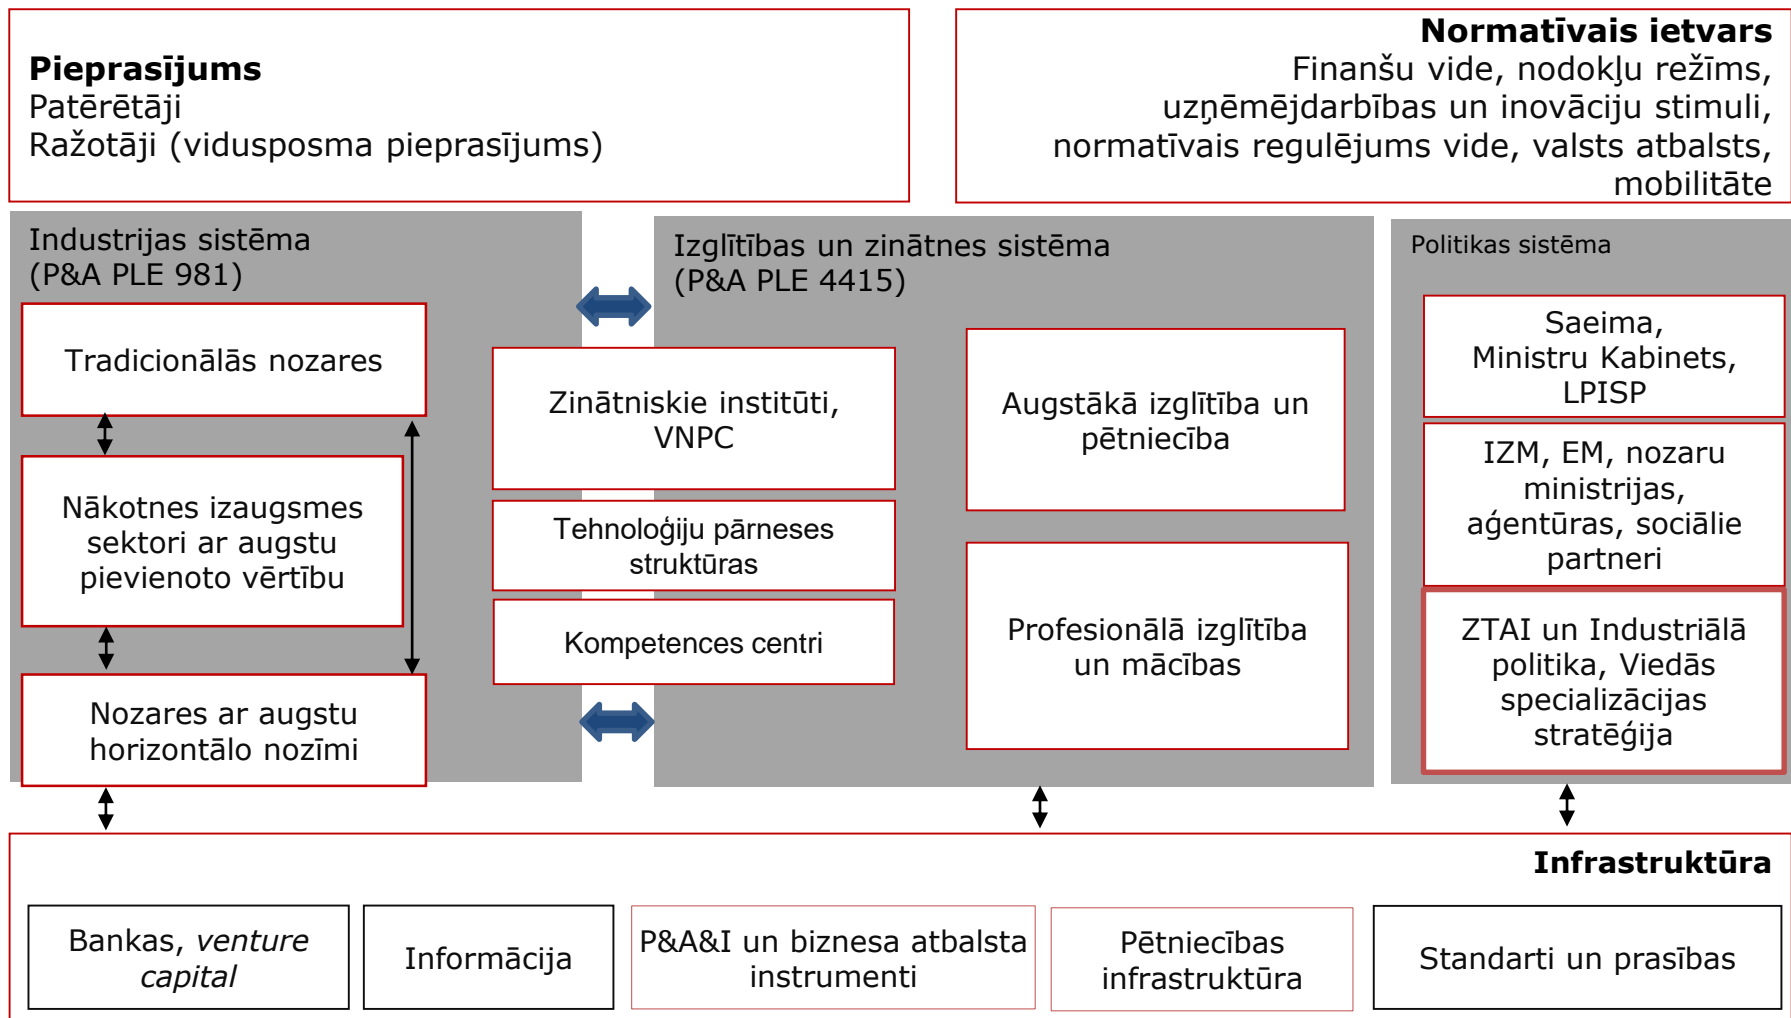 Pieprasījums
Patērētāji
Ražotāji (vidusposma pieprasījums)
Normatīvais ietvars
Finanšu vide, nodokļu režīms,
uzņēmējdarbības un inovāciju stimuli,
normatīvais regulējums vide, valsts atbalsts,
mobilitāte
Industrijas sistēma
(P&A PLE 981)
Tradicionālās nozares
Nākotnes izaugsmes
sektori ar augstu
pievienoto vērtību
Nozares ar augstu
horizontālo nozīmi
Izglītības un zinātnes sistēma
(P&A PLE 4415)
Zinātniskie institūti,
VNPC
Tehnoloģiju pārneses
struktūras
Kompetences centri
Augstākā izglītība un
pētniecība
Profesionālā izglītība
un mācības
Politikas sistēma
Saeima,
Ministru Kabinets,
LPISP
IZM, EM, nozaru
ministrijas,
aģentūras, sociālie
partneri
ZTAI un Industriālā
politika, Viedās
specializācijas
stratēģija
Infrastruktūra
Bankas, venture
capital
Informācija
P&A&I un biznesa atbalsta
instrumenti
Pētniecības
infrastruktūra
Standarti un prasības